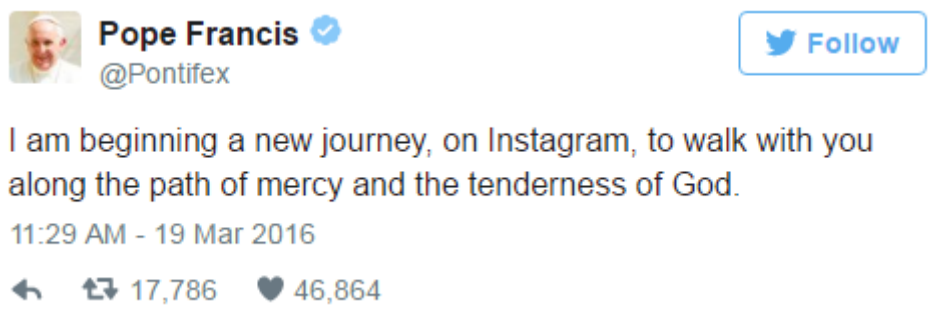 Pope Francis
@Pontifex
Follow
I am beginning a new journey, on Instagram, to walk with you
along the path of mercy and the tenderness of God.
11:29 AM - 19 Mar 2016
17,786 46,864